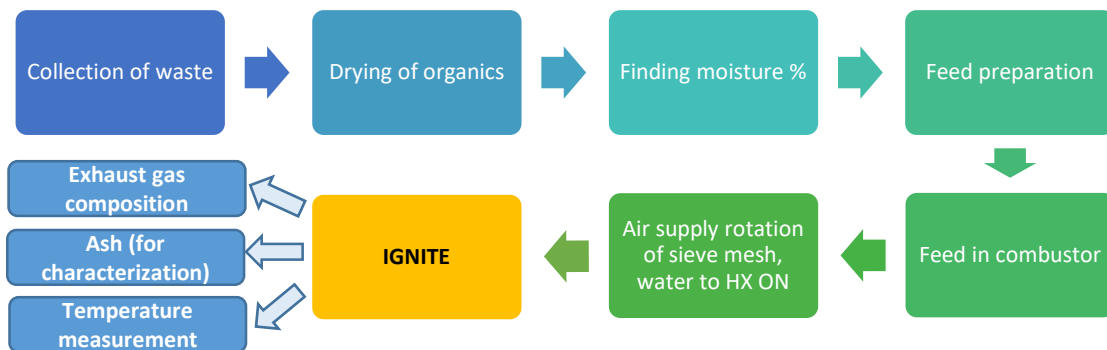 Collection of waste
Drying of organics
Finding moisture %
Feed preparation
Feed in combustor
Air supply rotation
of sieve mesh,
water to HX ON
IGNITE
Exhaust gas
composition
Ash (for
characterization)
Temperature
measurement